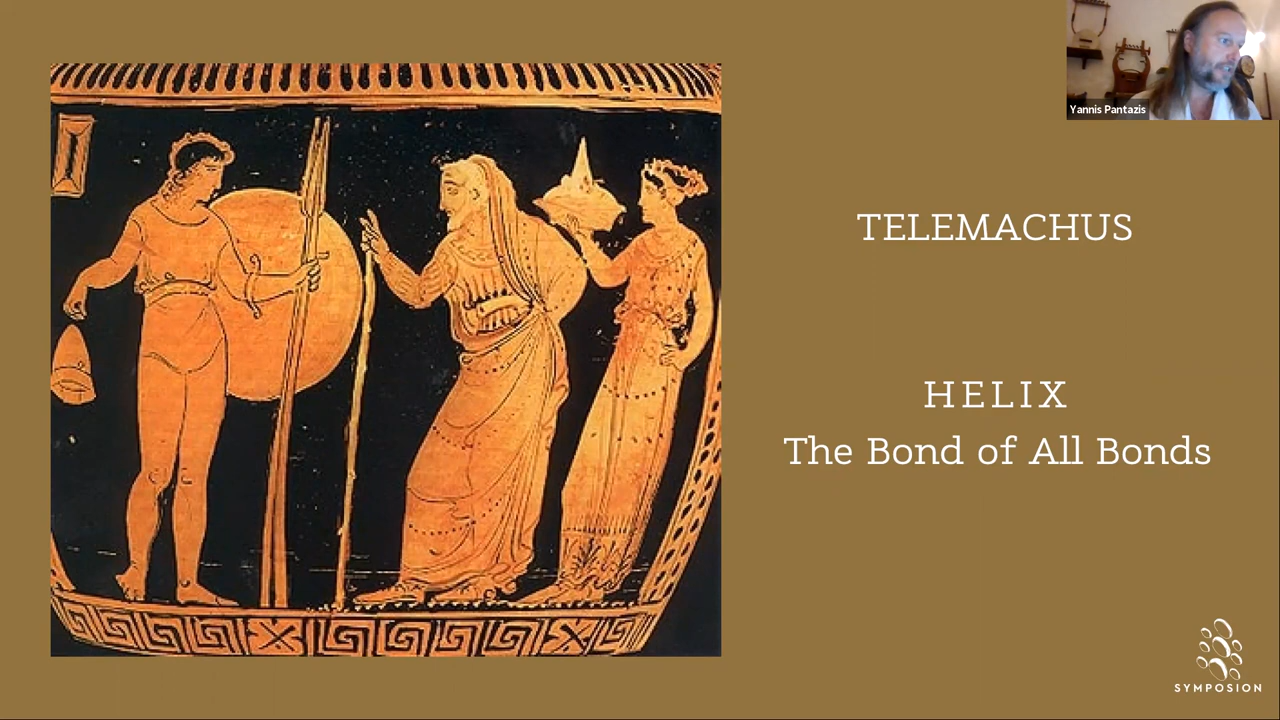 Yannis Pantazis
TELEMACHUS
HELIX
The Bond of All Bonds
SYMPOSION